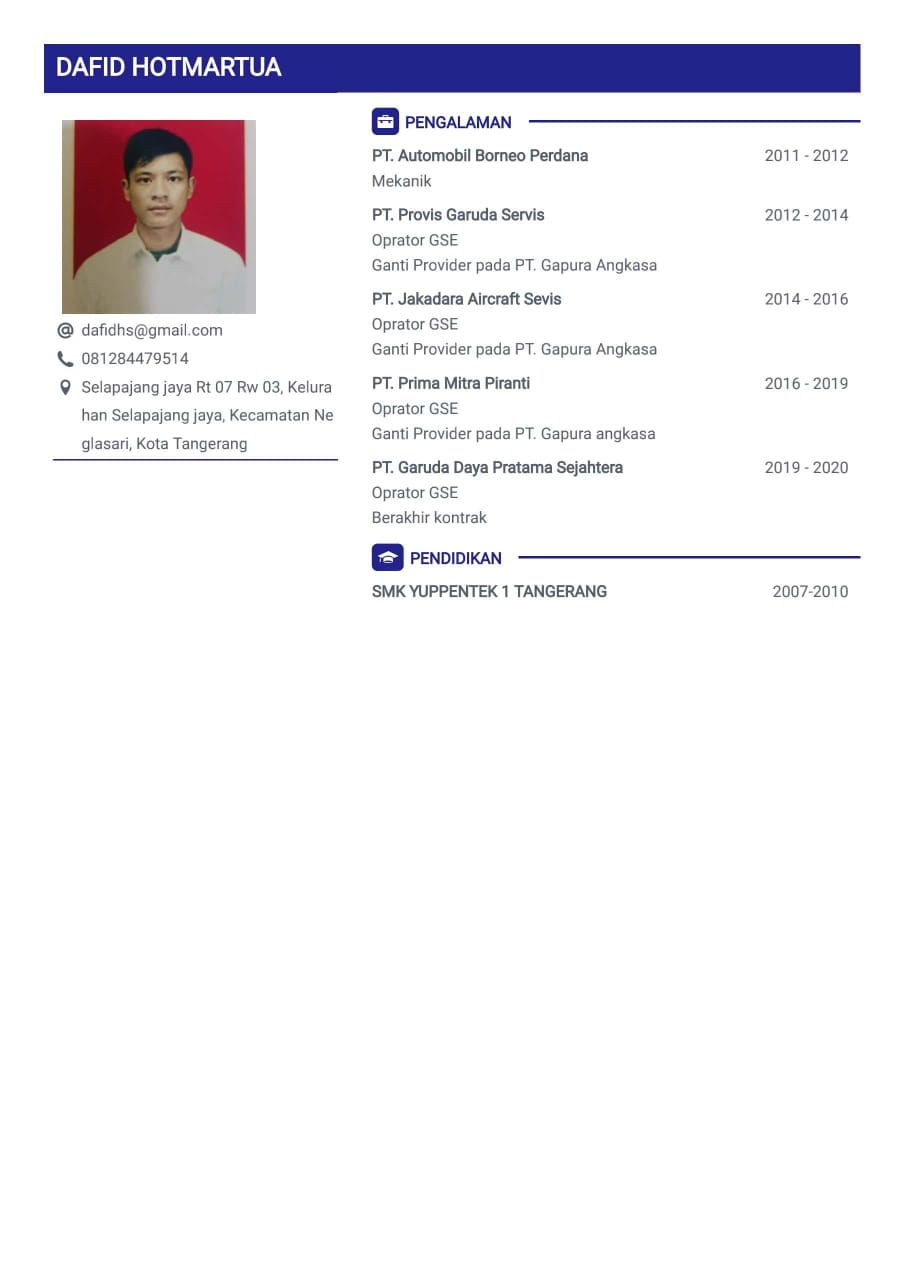 DAFID HOTMARTUA
dafidhs@gmail.com
081284479514
Selapajang jaya Rt 07 Rw 03, Kelura
han Selapajang jaya, Kecamatan Ne
glasari, Kota Tangerang
PENGALAMAN
PT. Automobil Borneo Perdana 2011 - 2012
Mekanik
PT. Provis Garuda Servis 2012 - 2014
Oprator GSE
Ganti Provider pada PT. Gapura Angkasa
PT. Jakadara Aircraft Sevis 2014 - 2016
Oprator GSE
Ganti Provider pada PT. Gapura Angkasa
PT. Prima Mitra Piranti 2016 - 2019
Oprator GSE
Ganti Provider pada PT. Gapura angkasa
PT. Garuda Daya Pratama Sejahtera 2019 - 2020
Oprator GSE
Berakhir kontrak
PENDIDIKAN
SMK YUPPENTEK 1 TANGERANG 2007-2010